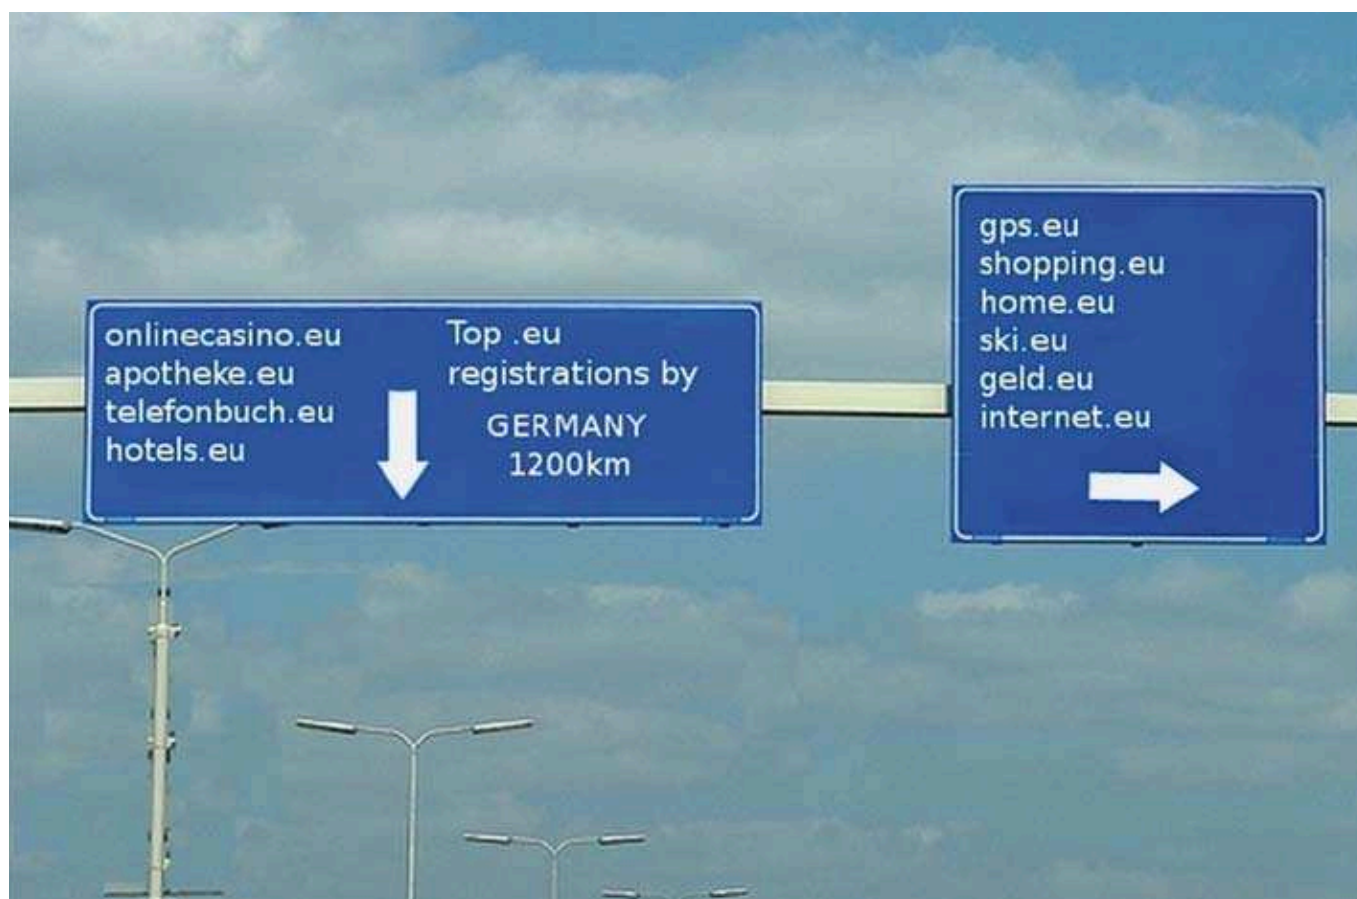 onlinecasino.eu
apotheke.eu
telefonbuch.eu
hotels.eu
Top .eu
registrations by
GERMANY
1200km
gps.eu
shopping.eu
home.eu
ski.eu
geld.eu
internet.eu